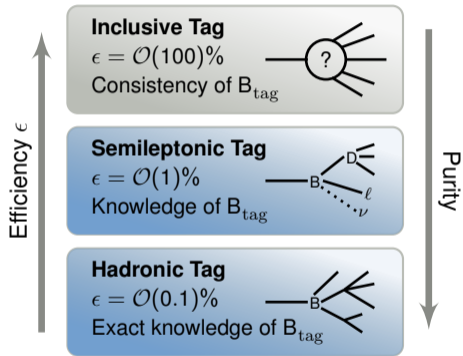 Inclusive Tag
ϵ = 𝒪(100)%
Consistency of B_tag
?
Semileptonic Tag
ϵ = 𝒪(1)%
Knowledge of B_tag
B
D
ℓ
ν
Hadronic Tag
ϵ = 𝒪(0.1)%
Exact knowledge of B_tag
B
Efficiency ϵ
Purity